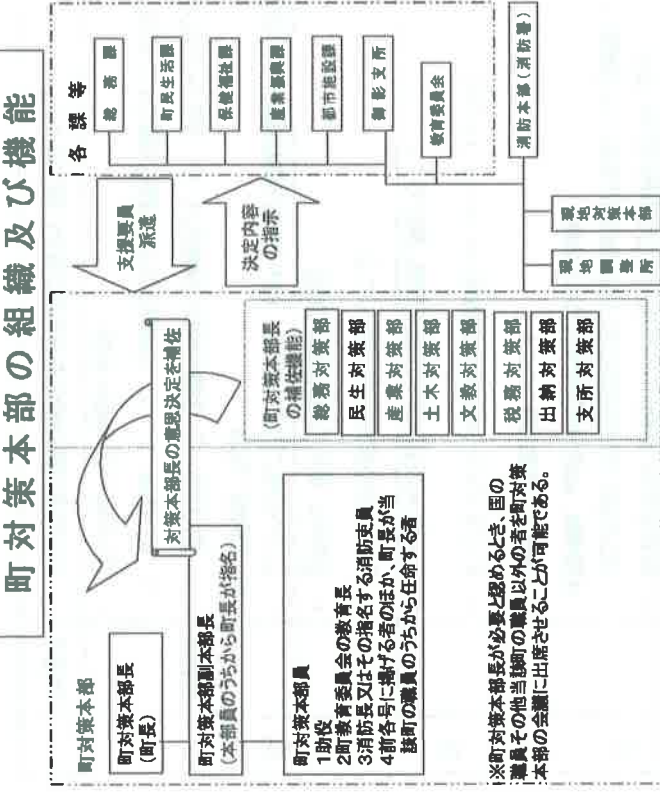 町対策本部の組織及び機能
町対策本部
町対策本部長
(町長)
町対策本部副本部長
(本部員のうちから町長が指名)
町対策本部員
1助役
2町教育委員会の教育長
3消防長又はその指名する消防吏員
4前各号に掲げる者のほか、町長が当
該町の職員のうちから任命する者
※町対策本部長が必要と認めるとき、国の
職員その他当該町の職員以外の者を町対策
本部の会議に出席させることが可能である。
対策本部長の意思決定を補佐
(町対策本部長
の補佐機能)
総務対策部
民生対策部
産業対策部
土木対策部
文教対策部
税務対策部
出納対策部
支所対策部
支援要員
派遣
決定内容
の指示
各課等
総務課
町民生活課
保健福祉課
産業振興課
都市施設課
御影支所
教育委員会
消防本部(消防署)
現地対策本部
現地調整所